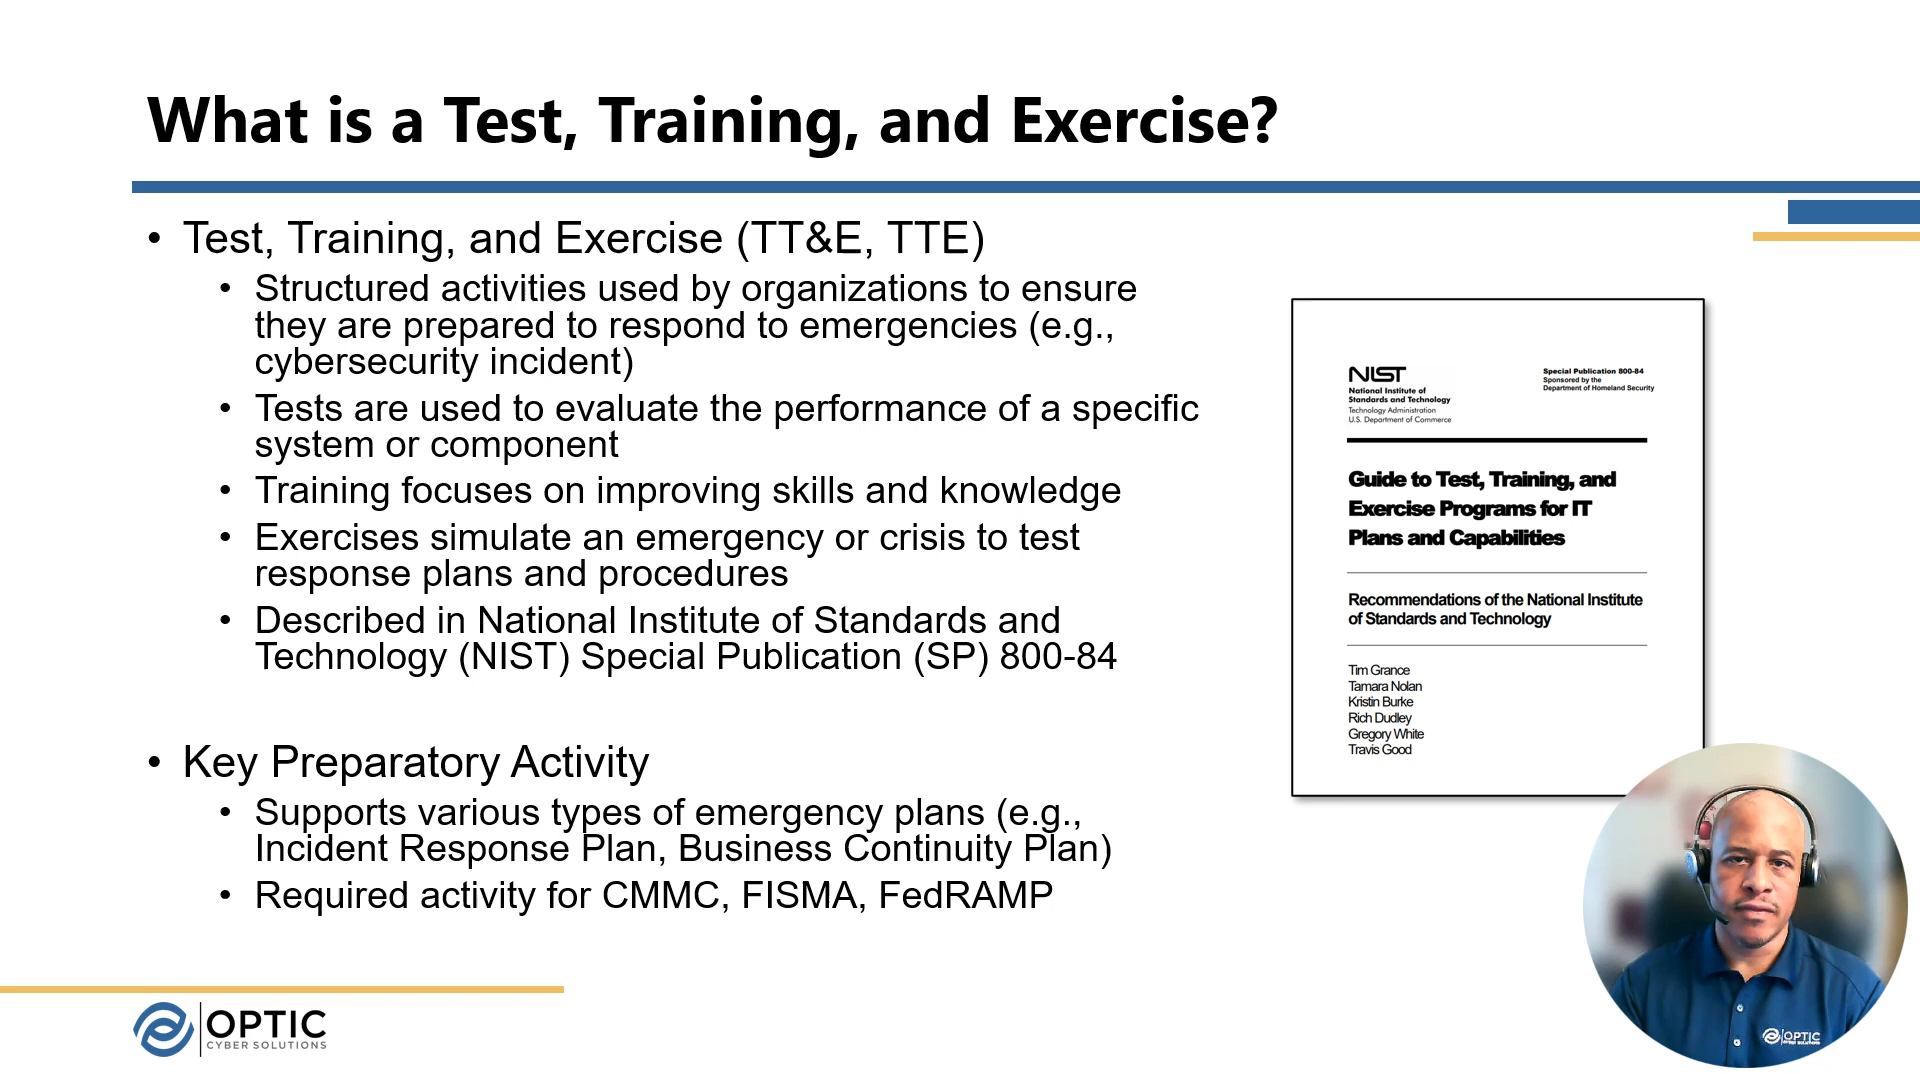 What is a Test, Training, and Exercise?
• Test, Training, and Exercise (TT&E, TTE)
• Structured activities used by organizations to ensure
they are prepared to respond to emergencies (e.g.,
cybersecurity incident)
• Tests are used to evaluate the performance of a specific
system or component
• Training focuses on improving skills and knowledge
• Exercises simulate an emergency or crisis to test
response plans and procedures
• Described in National Institute of Standards and
Technology (NIST) Special Publication (SP) 800-84
• Key Preparatory Activity
• Supports various types of emergency plans (e.g.,
Incident Response Plan, Business Continuity Plan)
• Required activity for CMMC, FISMA, FedRAMP
NIST
National Institute of
Standards and Technology
Technology Administration
U.S. Department of Commerce
Special Publication 800-84
Sponsored by the
Department of Homeland Security
Guide to Test, Training, and
Exercise Programs for IT
Plans and Capabilities
Recommendations of the National Institute
of Standards and Technology
Tim Grance
Tamara Nolan
Kristin Burke
Rich Dudley
Gregory White
Travis Good
OPTIC
CYBER SOLUTIONS
OPTIC
CYBER SOLUTIONS